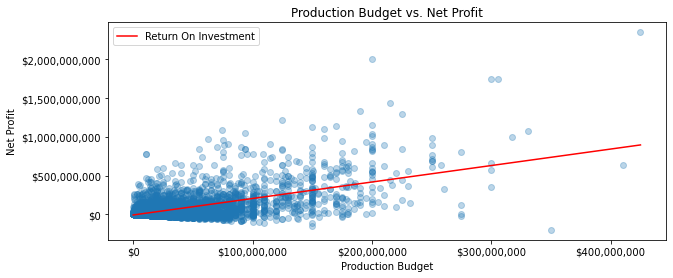 Production Budget vs. Net Profit
Return On Investment
Net Profit
$2,000,000,000
$1,500,000,000
$1,000,000,000
$500,000,000
$0
$0 $100,000,000 $200,000,000 $300,000,000 $400,000,000
Production Budget